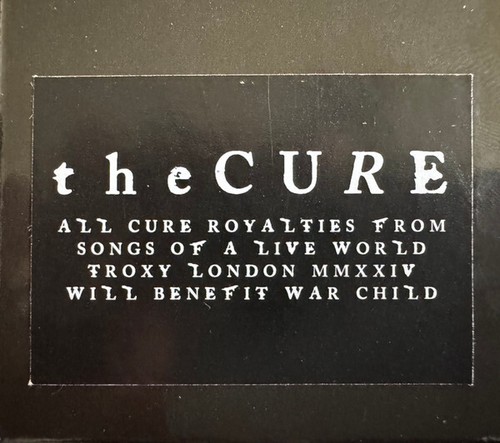 theCURE
ALL CURE ROYALTIES FROM
SONGS OF A LIVE WORLD
TROXY LONDON MMXXIV
WILL BENEFIT WAR CHILD